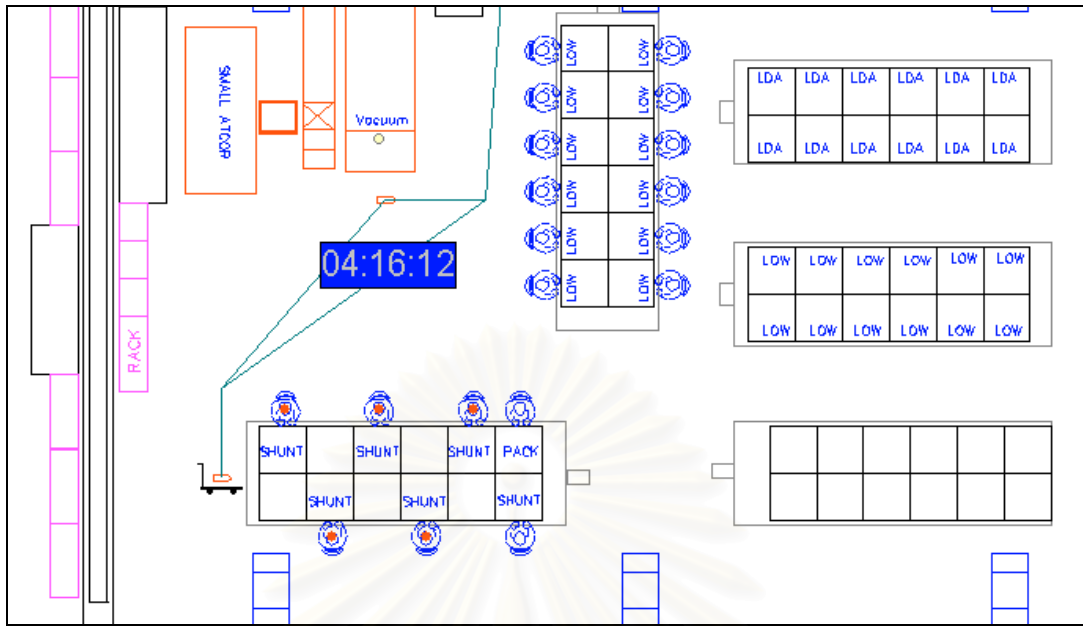 SMALL ATCOP
Vacuum
04:16:12
RACK
LOW LOW
LOW LOW
LOW LOW
LOW LOW
LOW LOW
LOW LOW
LDA LDA LDA LDA LDA LDA
LDA LDA LDA LDA LDA LDA
LOW LOW LOW LOW LOW LOW
LOW LOW LOW LOW LOW LOW
SHUNT SHUNT SHUNT PACK
SHUNT SHUNT SHUNT